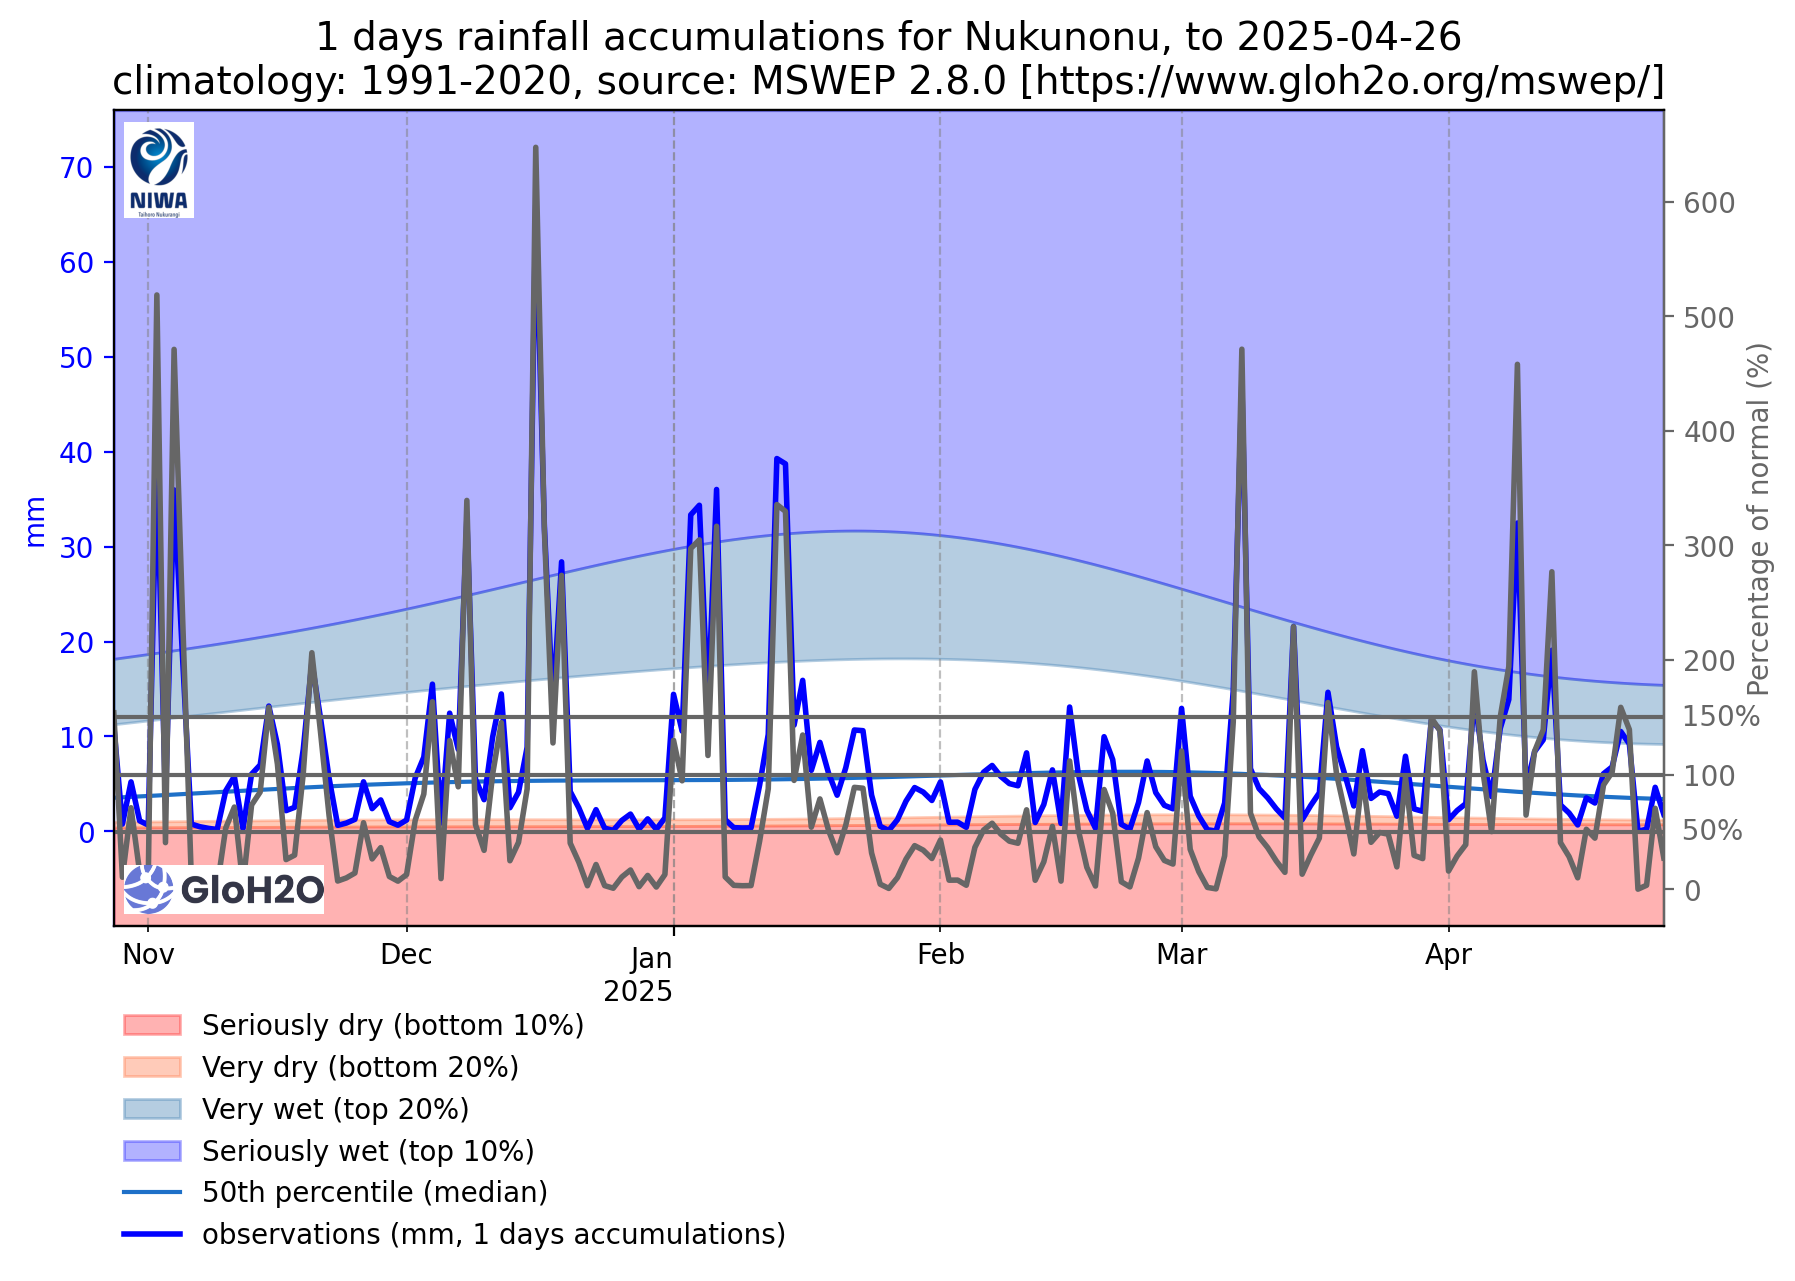 1 days rainfall accumulations for Nukunonu, to 2025-04-26
climatology: 1991-2020, source: MSWEP 2.8.0 [https://www.gloh2o.org/mswep/]
NIWA
Taihoro Nukurangi
70
60
50
40
30
20
10
0
mm
600
500
400
300
200
150%
100
50%
0
Percentage of normal (%)
GloH2O
Nov
Dec
Jan
2025
Feb
Mar
Apr
Seriously dry (bottom 10%)
Very dry (bottom 20%)
Very wet (top 20%)
Seriously wet (top 10%)
50th percentile (median)
observations (mm, 1 days accumulations)